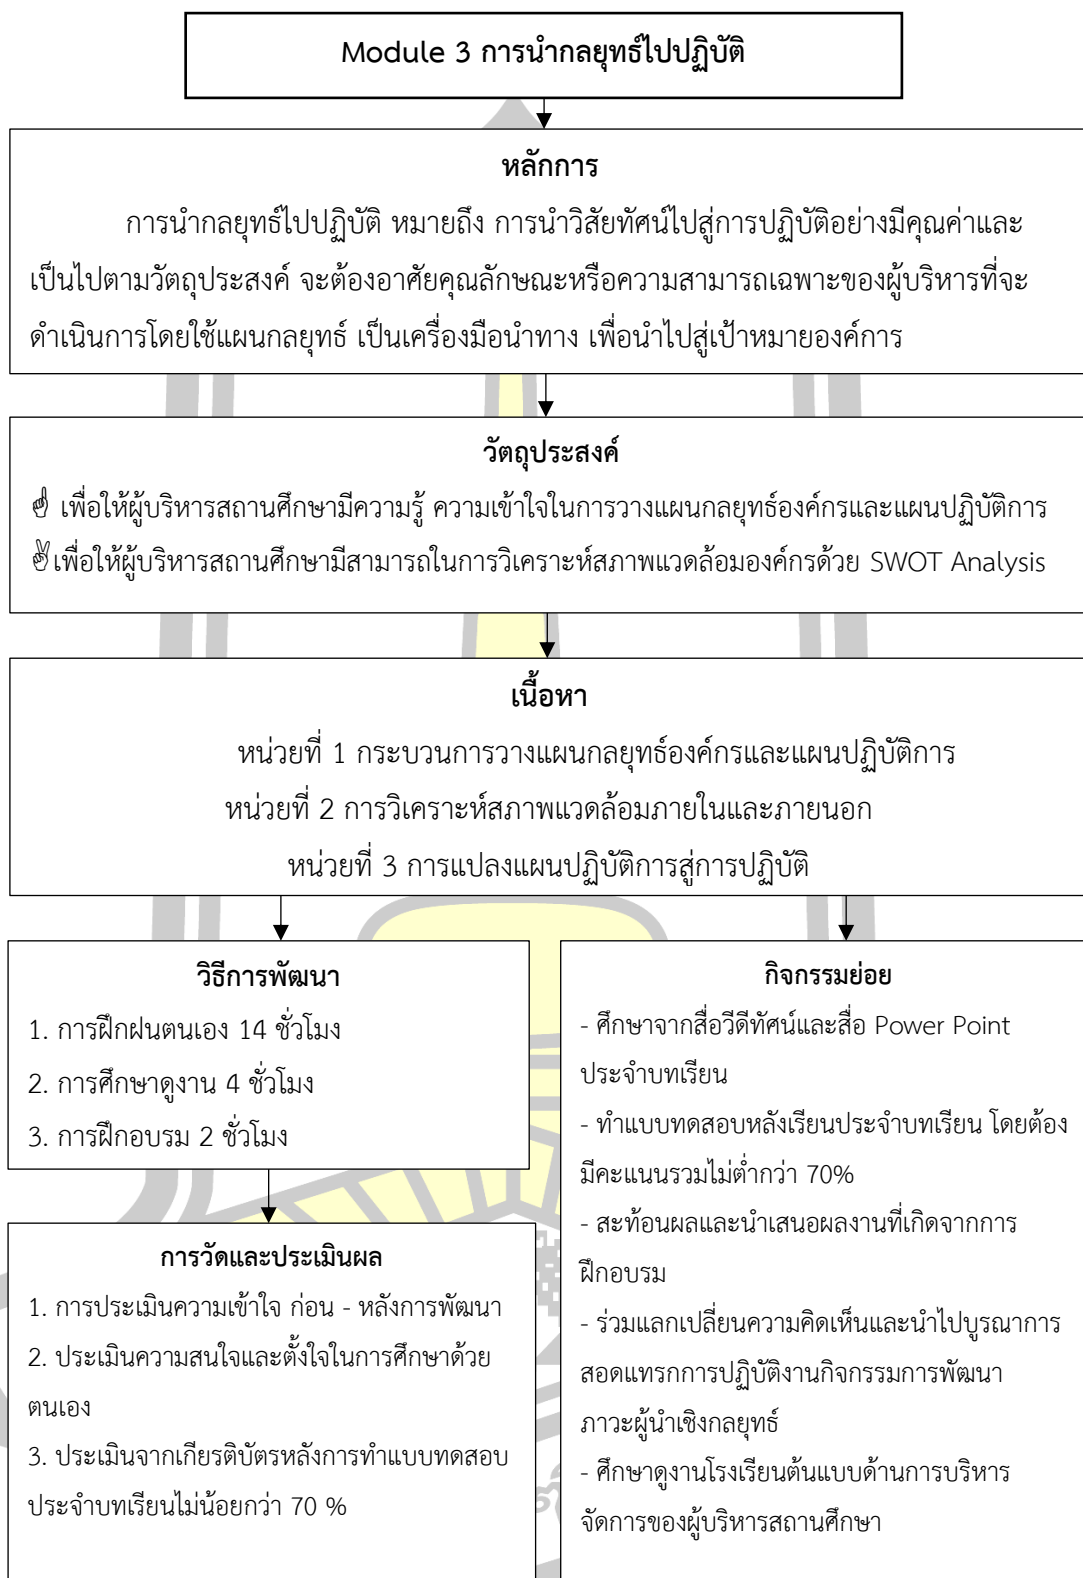 Module 3 การนำกลยุทธ์ไปปฏิบัติ
หลักการ
การนำกลยุทธ์ไปปฏิบัติ หมายถึง การนำวิสัยทัศน์ไปสู่การปฏิบัติอย่างมีคุณค่าและ
เป็นไปตามวัตถุประสงค์ จะต้องอาศัยคุณลักษณะหรือความสามารถเฉพาะของผู้บริหารที่จะ
ดำเนินการโดยใช้แผนกลยุทธ์ เป็นเครื่องมือนำทาง เพื่อนำไปสู่เป้าหมายองค์การ
วัตถุประสงค์
☝ เพื่อให้ผู้บริหารสถานศึกษามีความรู้ ความเข้าใจในการวางแผนกลยุทธ์องค์กรและแผนปฏิบัติการ
✌เพื่อให้ผู้บริหารสถานศึกษามีสามารถในการวิเคราะห์สภาพแวดล้อมองค์กรด้วย SWOT Analysis
เนื้อหา
หน่วยที่ 1 กระบวนการวางแผนกลยุทธ์องค์กรและแผนปฏิบัติการ
หน่วยที่ 2 การวิเคราะห์สภาพแวดล้อมภายในและภายนอก
หน่วยที่ 3 การแปลงแผนปฏิบัติการสู่การปฏิบัติ
วิธีการพัฒนา
1. การฝึกฝนตนเอง 14 ชั่วโมง
2. การศึกษาดูงาน 4 ชั่วโมง
3. การฝึกอบรม 2 ชั่วโมง
การวัดและประเมินผล
1. การประเมินความเข้าใจ ก่อน - หลังการพัฒนา
2. ประเมินความสนใจและตั้งใจในการศึกษาด้วย
ตนเอง
3. ประเมินจากเกียรติบัตรหลังการทำแบบทดสอบ
ประจำบทเรียนไม่น้อยกว่า 70 %
กิจกรรมย่อย
- ศึกษาจากสื่อวีดีทัศน์และสื่อ Power Point
ประจำบทเรียน
- ทำแบบทดสอบหลังเรียนประจำบทเรียน โดยต้อง
มีคะแนนรวมไม่ต่ำกว่า 70%
- สะท้อนผลและนำเสนอผลงานที่เกิดจากการ
ฝึกอบรม
- ร่วมแลกเปลี่ยนความคิดเห็นและนำไปบูรณาการ
สอดแทรกการปฏิบัติงานกิจกรรมการพัฒนา
ภาวะผู้นำเชิงกลยุทธ์
- ศึกษาดูงานโรงเรียนต้นแบบด้านการบริหาร
จัดการของผู้บริหารสถานศึกษา